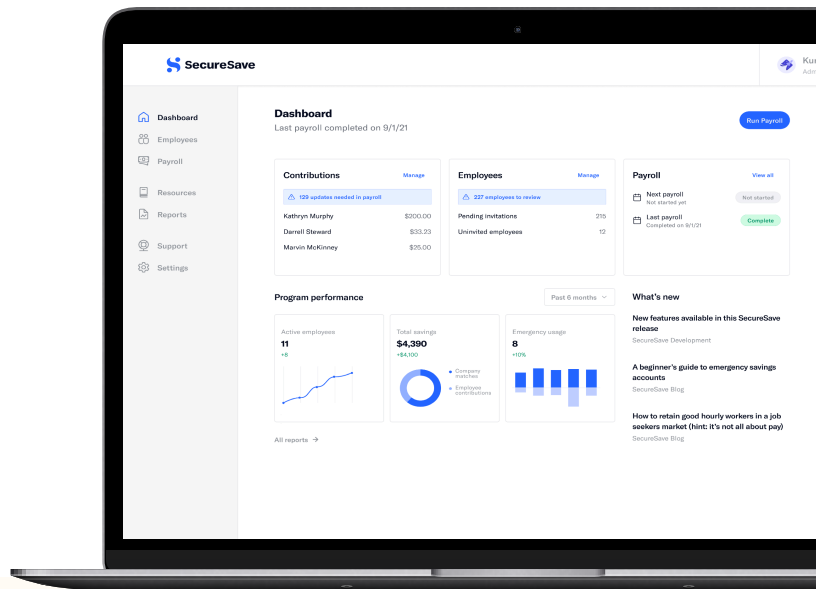 SecureSave
Dashboard
Employees
Payroll
Resources
Reports
Support
Settings
Dashboard
Last payroll completed on 9/1/21
Run Payroll
Contributions
Manage
129 updates needed in payroll
Kathryn Murphy $200.00
Darrell Steward $33.23
Marvin McKinney $25.00
Employees
Manage
227 employees to review
Pending invitations 215
Uninvited employees 12
Payroll
View all
Next payroll
Not started yet
Not started
Last payroll
Completed on 9/1/21
Complete
Program performance
Past 6 months
Active employees
11
+8
Total savings
$4,390
+$4,100
Company
matches
Employee
contributions
Emergency usage
8
+10%
All reports
What's new
New features available in this SecureSave
release
SecureSave Development
A beginner's guide to emergency savings
accounts
SecureSave Blog
How to retain good hourly workers in a job
seekers market (hint: it's not all about pay)
SecureSave Blog